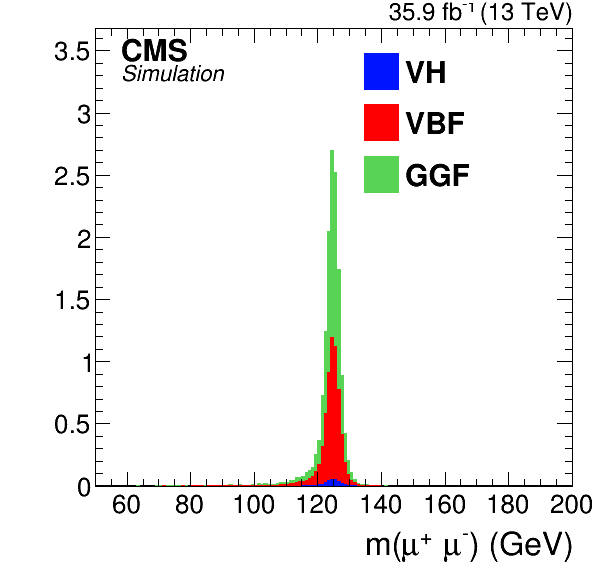 35.9 fb⁻¹ (13 TeV)
CMS
Simulation
VH
VBF
GGF
3.5
3
2.5
2
1.5
1
0.5
0
60 80 100 120 140 160 180 200
m(μ⁺ μ⁻) (GeV)